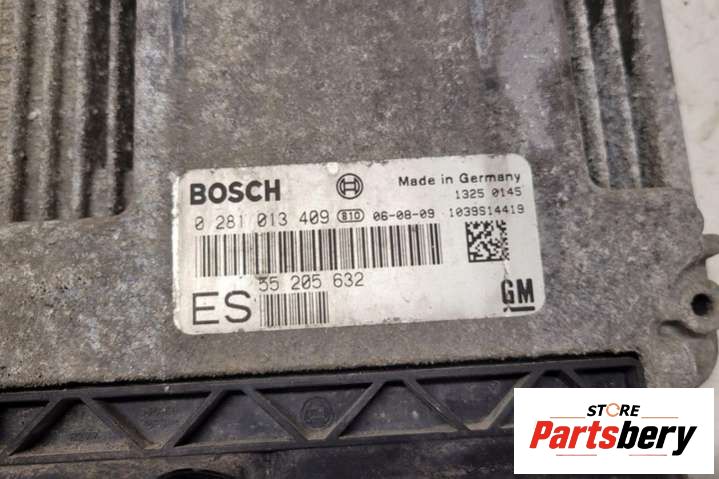 BOSCH
Made in Germany
1325 0145
0 281 013 409 810 06-08-09 1039S14419
55 205 632
ES
GM
STORE
Partsbery